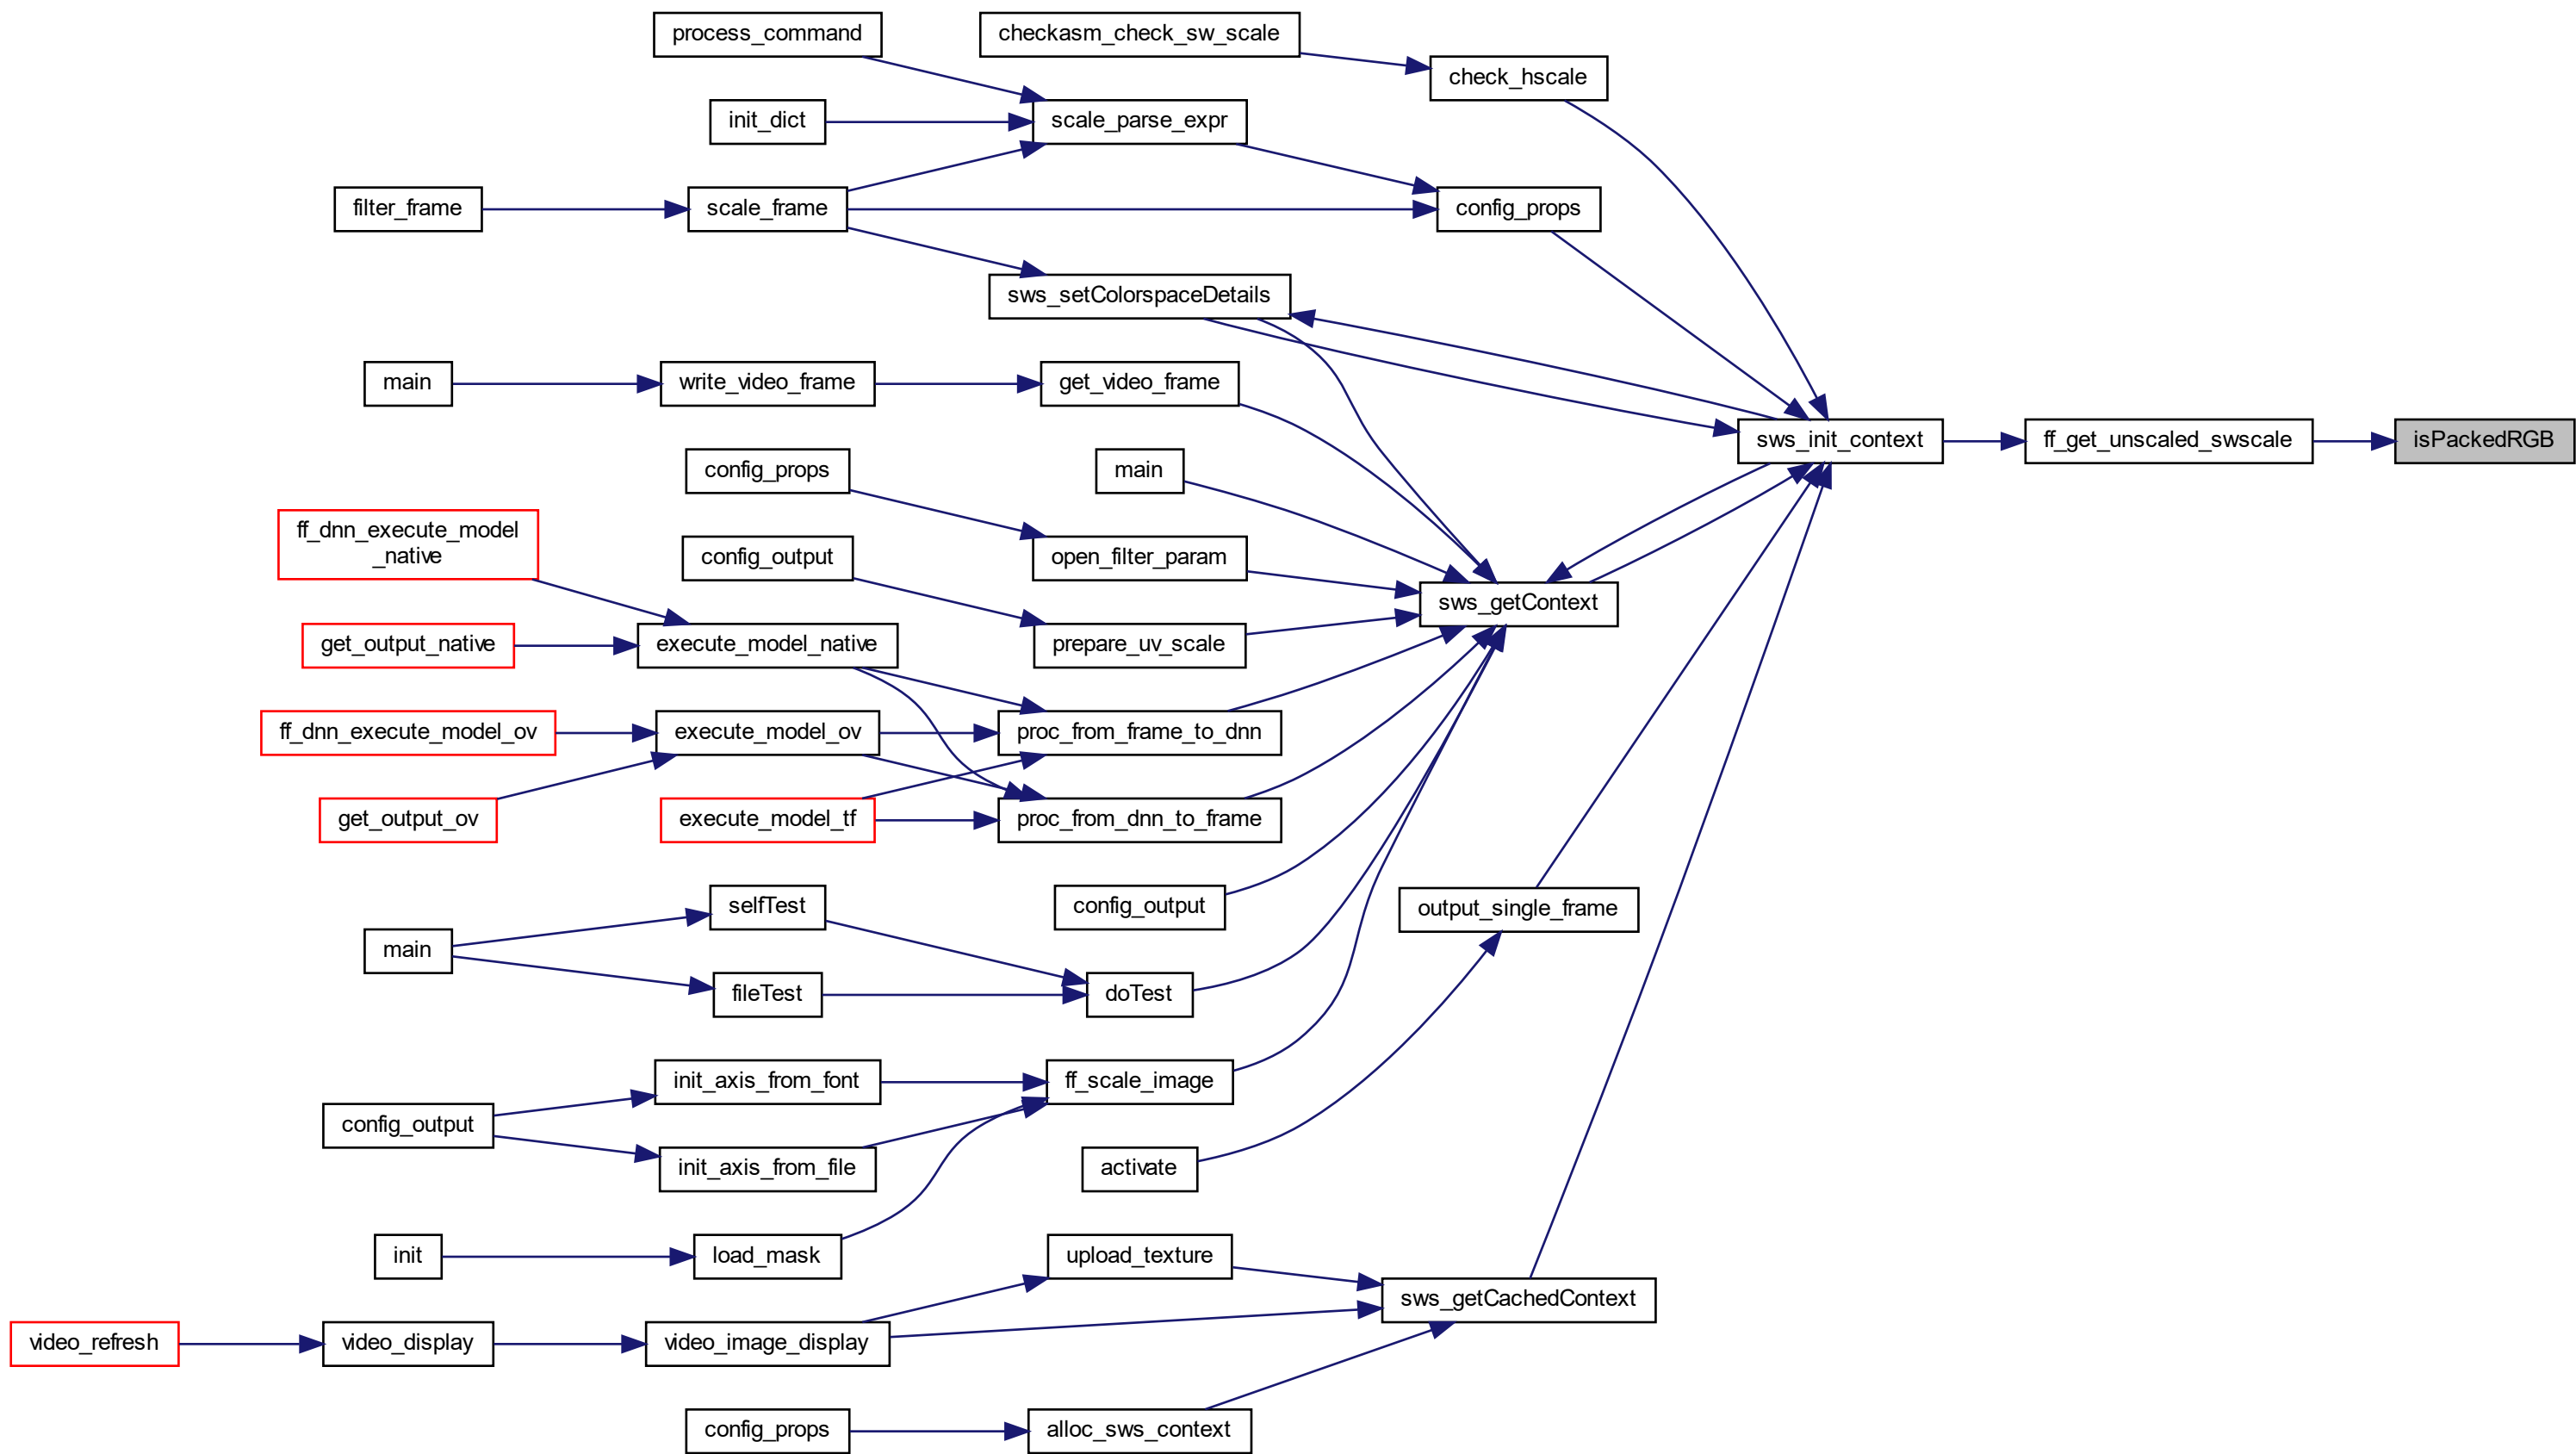 process_command
checkasm_check_sw_scale
check_hscale
init_dict
scale_parse_expr
filter_frame
scale_frame
config_props
sws_setColorspaceDetails
main
write_video_frame
get_video_frame
sws_init_context
ff_get_unscaled_swscale
isPackedRGB
config_props
main
ff_dnn_execute_model
_native
config_output
open_filter_param
sws_getContext
get_output_native
execute_model_native
prepare_uv_scale
ff_dnn_execute_model_ov
execute_model_ov
proc_from_frame_to_dnn
get_output_ov
execute_model_tf
proc_from_dnn_to_frame
selfTest
config_output
output_single_frame
main
fileTest
doTest
init_axis_from_font
ff_scale_image
config_output
init_axis_from_file
activate
init
load_mask
upload_texture
sws_getCachedContext
video_refresh
video_display
video_image_display
config_props
alloc_sws_context